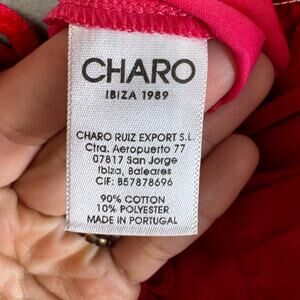 CHARO
IBIZA 1989
CHARO RUIZ EXPORT S.L.
Ctra. Aeropuerto 77
07817 San Jorge
Ibiza, Baleares
CIF: B57878696
90% COTTON
10% POLYESTER
MADE IN PORTUGAL